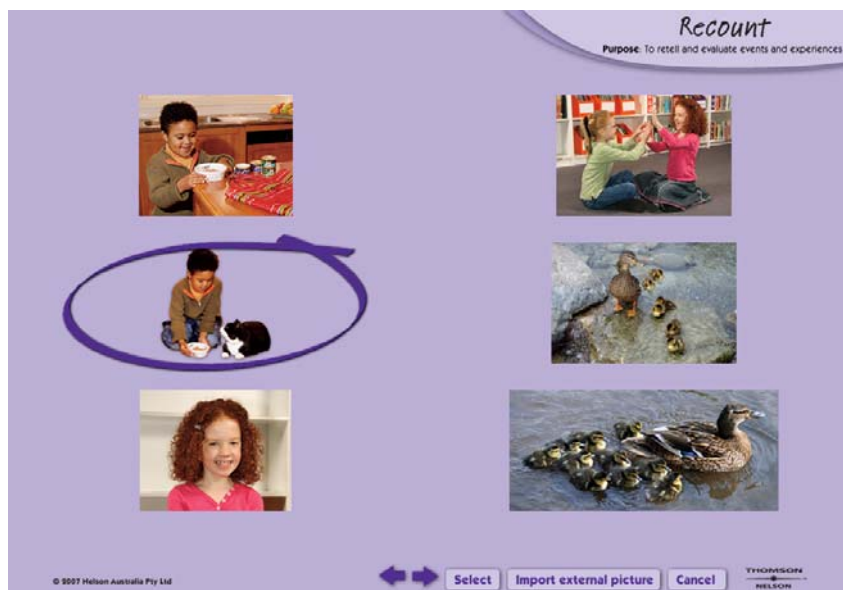 Recount
Purpose: To retell and evaluate events and experiences
© 2007 Nelson Australia Pty Ltd
Select
Import external picture
Cancel
THOMSON
NELSON